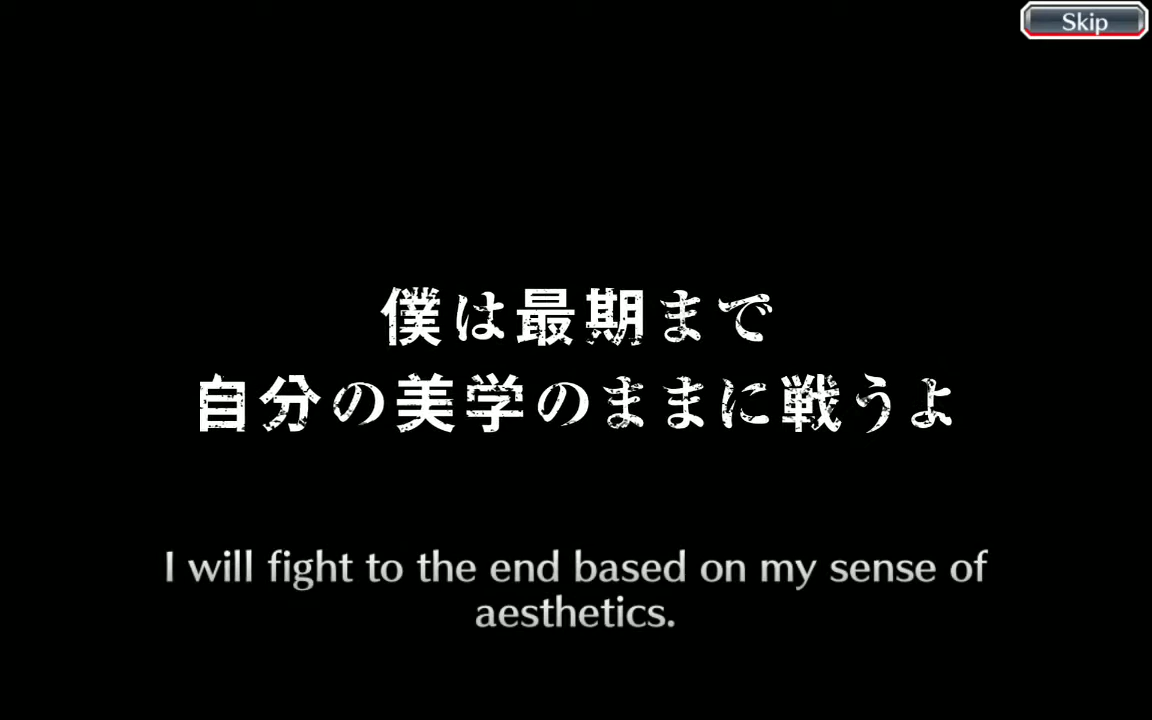 Skip
僕は最期まで
自分の美学のままに戦うよ
I will fight to the end based on my sense of
aesthetics.